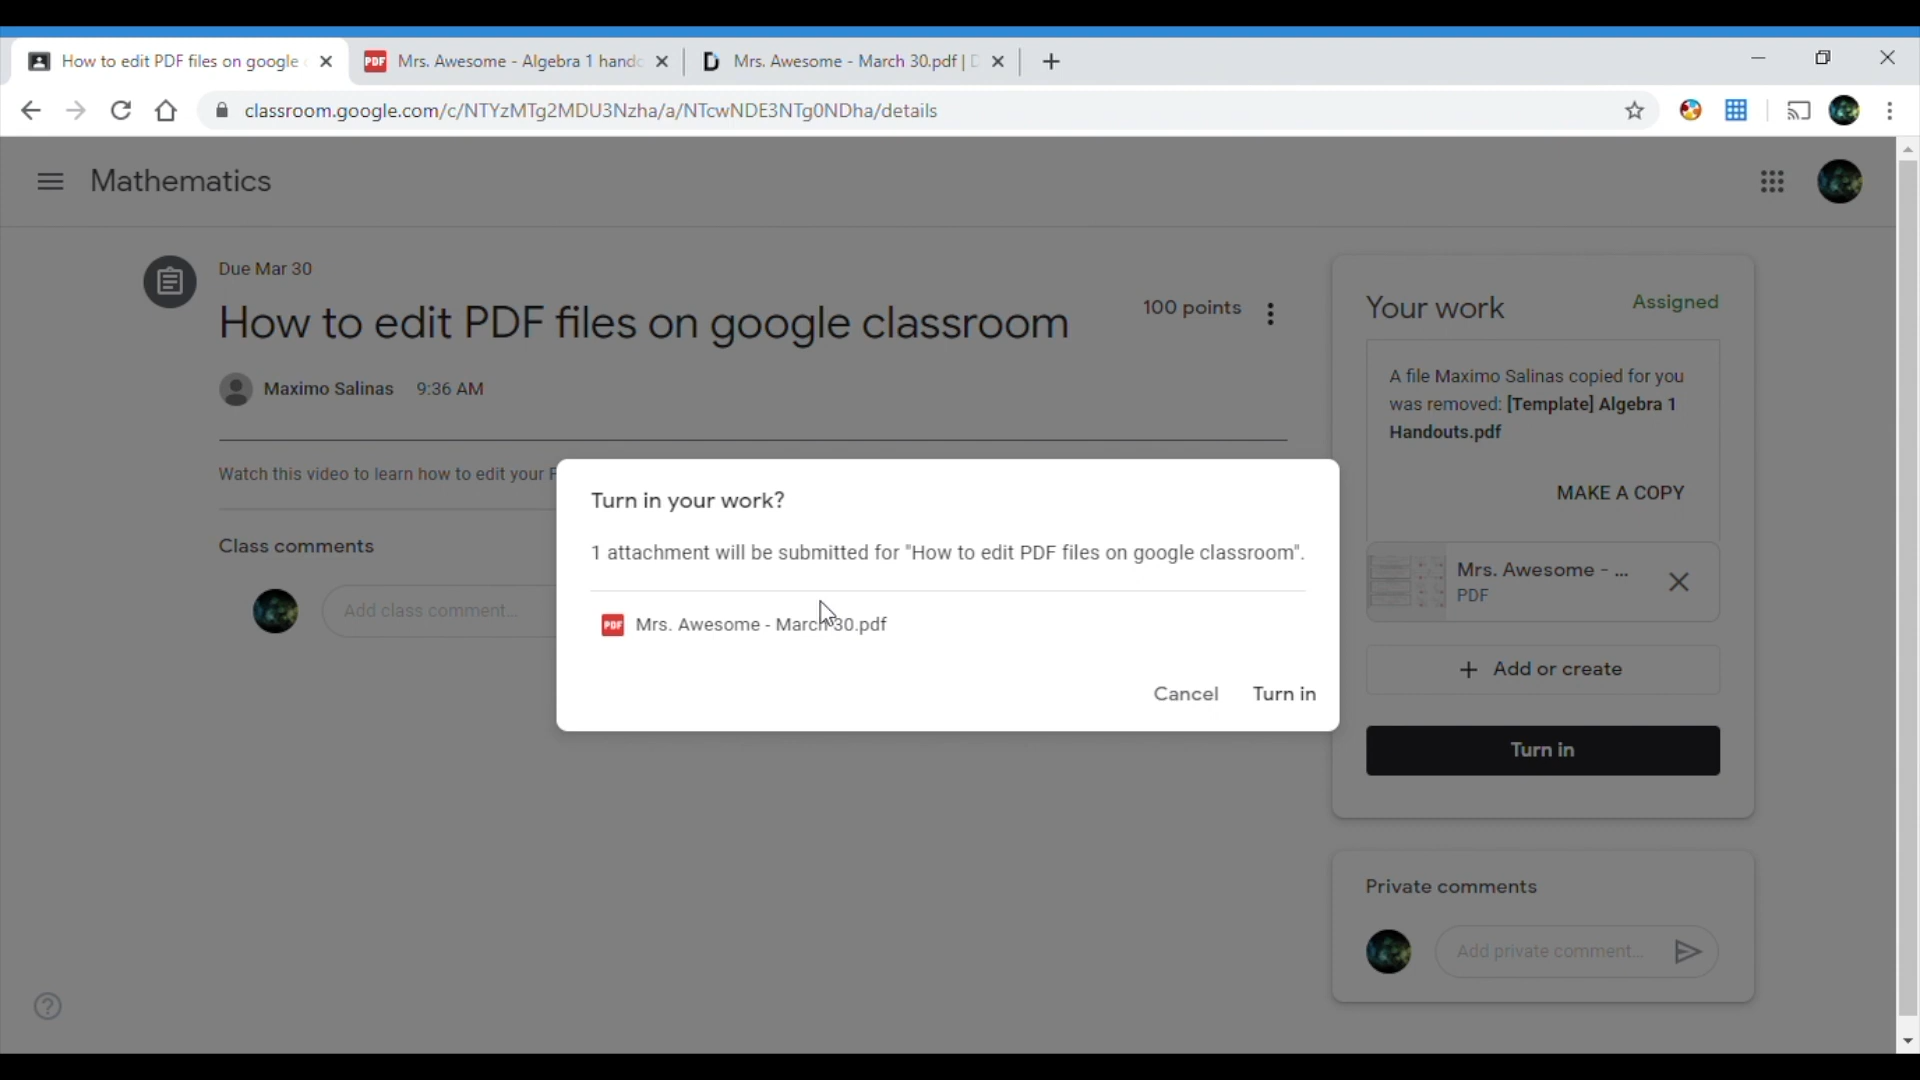 How to edit PDF files on google
PDF Mrs. Awesome - Algebra 1 hando
Mrs. Awesome - March 30.pdf | D
classroom.google.com/c/NTYzMTg2MDU3Nzha/a/NTcwNDE3NTg0NDha/details
Mathematics
Due Mar 30
How to edit PDF files on google classroom
100 points
Maximo Salinas 9:36 AM
Watch this video to learn how to edit your
Class comments
Add class comment...
Turn in your work?
1 attachment will be submitted for "How to edit PDF files on google classroom".
PDF Mrs. Awesome - March 30.pdf
Cancel Turn in
Your work Assigned
A file Maximo Salinas copied for you
was removed: [Template] Algebra 1
Handouts.pdf
MAKE A COPY
Mrs. Awesome - ...
PDF
+ Add or create
Turn in
Private comments
Add private comment...